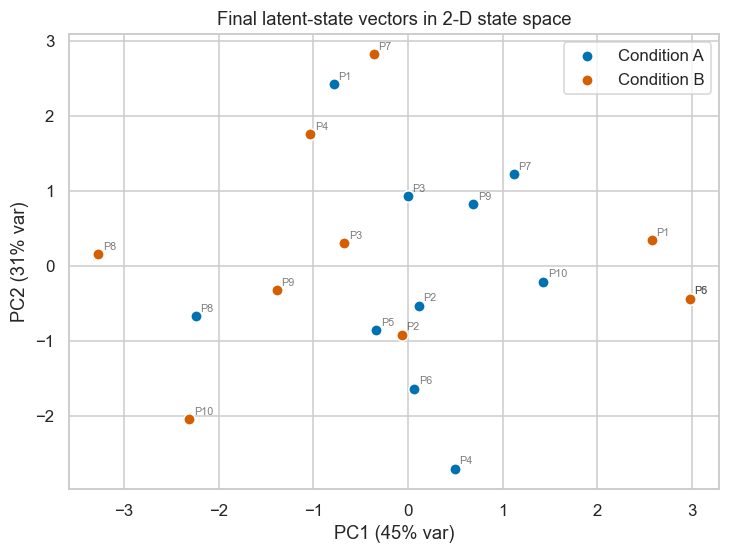 Final latent-state vectors in 2-D state space
3
P7
Condition A
P1
Condition B
2
P4
P7
1
P3
P9
P3
P1
P8
0
P10
P9
P2
P8
P5
P2
−1
P6
P10
−2
P4
−3
−2
−1
0
1
2
3
PC1 (45% var)
PC2 (31% var)